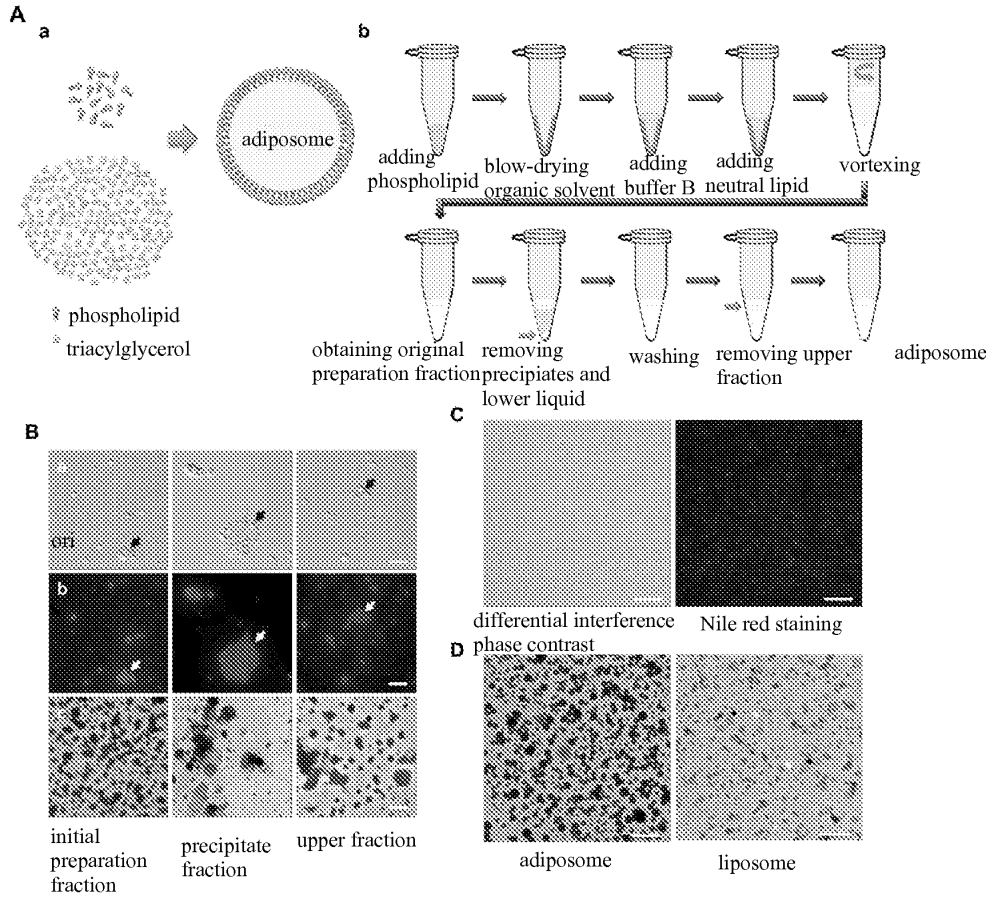 A
a
b
adiposome
adding
phospholipid
blow-drying
organic solvent
adding
buffer B
adding
neutral lipid
vortexing
phospholipid
triacylglycerol
obtaining original
preparation fraction
removing
precipiates and
lower liquid
washing
removing upper
fraction
adiposome
B
ori
b
initial
preparation
fraction
precipitate
fraction
upper fraction
C
differential interference
phase contrast
Nile red staining
D
adiposome
liposome